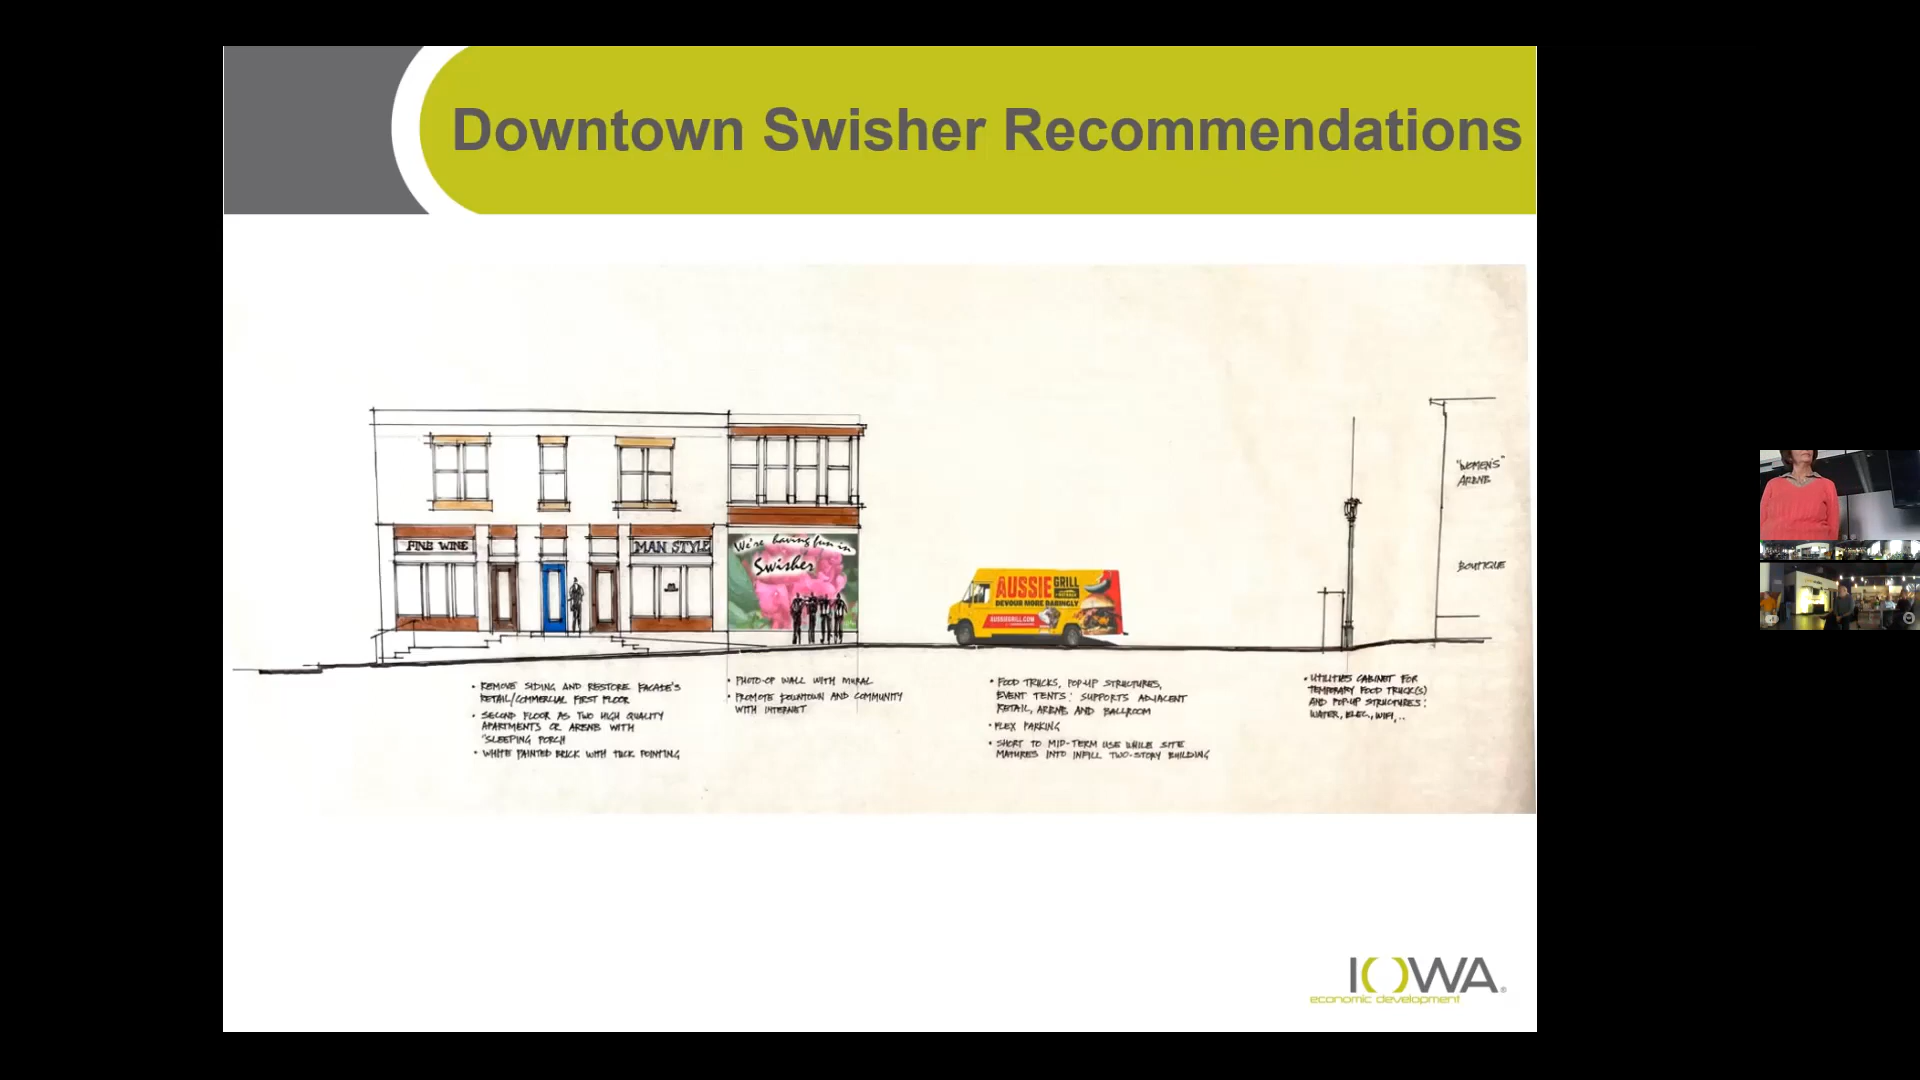 Downtown Swisher Recommendations
"WOMEN'S"
AIRBNB
FINE WINE
MAN STYLE
We're having fun in
Swisher
BOUTIQUE
AUSSIE GRILL
DEVOUR MORE DARINGLY
AUSSIEGRILL.COM
• REMOVE SIDING AND RESTORE FACADE'S
RETAIL/COMMERCIAL FIRST FLOOR
• SECOND FLOOR AS TWO HIGH QUALITY
APARTMENTS OR AIRBNB WITH
"SLEEPING PORCH
• WHITE PAINTED BRICK WITH TUCK POINTING
• PHOTO-OP WALL WITH MURAL
• PROMOTE DOWNTOWN AND COMMUNITY
WITH INTERNET
• FOOD TRUCKS, POP-UP STRUCTURES,
EVENT TENTS: SUPPORTS ADJACENT
RETAIL, AIRBNB AND BALLROOM
• FLEX PARKING
• SHORT TO MID-TERM USE WHILE SITE
MATURES INTO INFILL TWO-STORY BUILDING
• UTILITIES CABINET FOR
TEMPORARY FOOD TRUCK(S)
AND POP-UP STRUCTURES:
WATER, ELEC., WIFI, ..
IOWA®
economic development